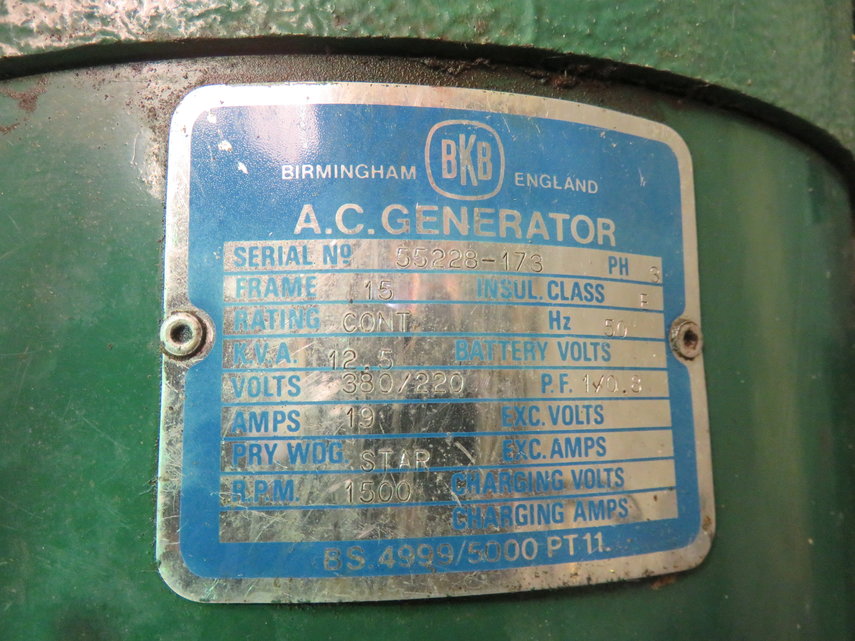 BKB
BIRMINGHAM ENGLAND
A.C. GENERATOR
SERIAL Nº 55228-173 PH 3
FRAME 15 INSUL. CLASS F
RATING CONT Hz 50
K.V.A. 12.5 BATTERY VOLTS
VOLTS 380/220 P.F. 1/0.8
AMPS 19 EXC. VOLTS
PRY WDG. STAR EXC. AMPS
R.P.M. 1500 CHARGING VOLTS
CHARGING AMPS
BS 4999/5000 PT 11.